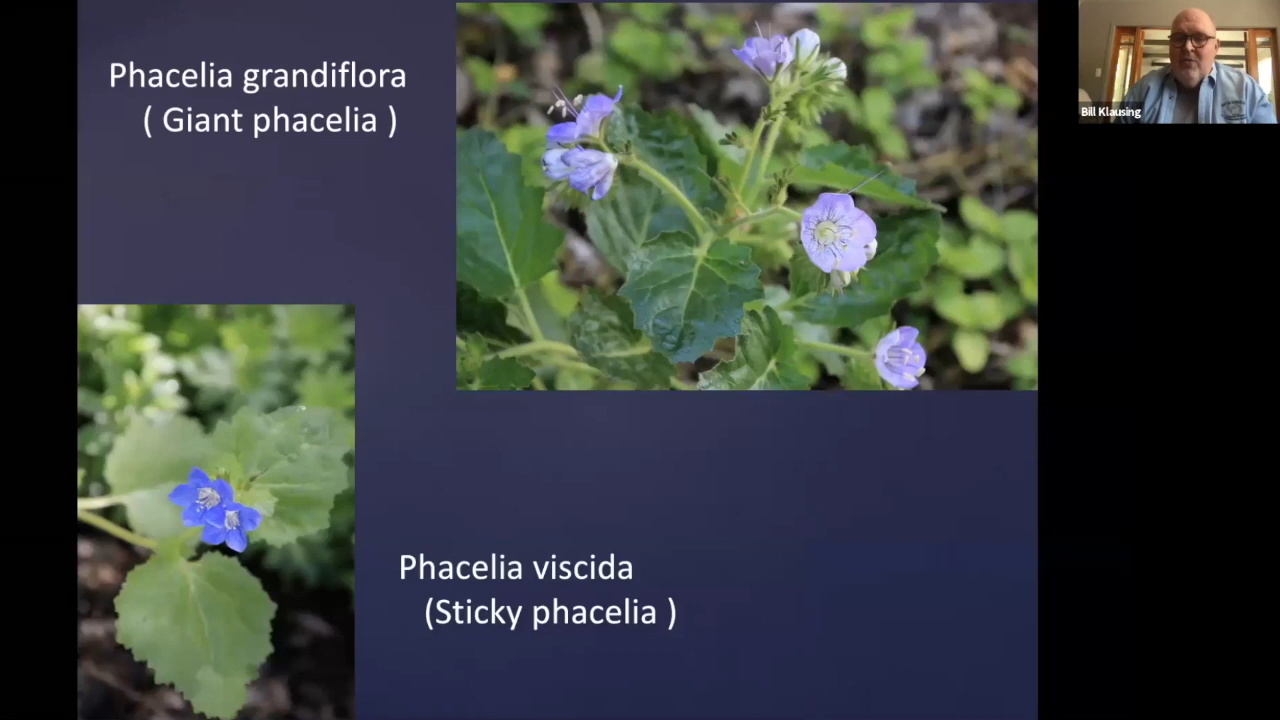 Phacelia grandiflora
( Giant phacelia )
Bill Klausing
Phacelia viscida
(Sticky phacelia )